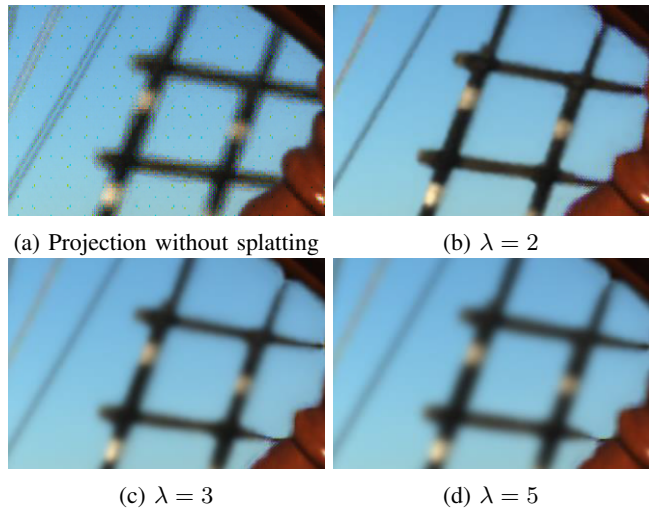 (a) Projection without splatting
(b) λ = 2
(c) λ = 3
(d) λ = 5